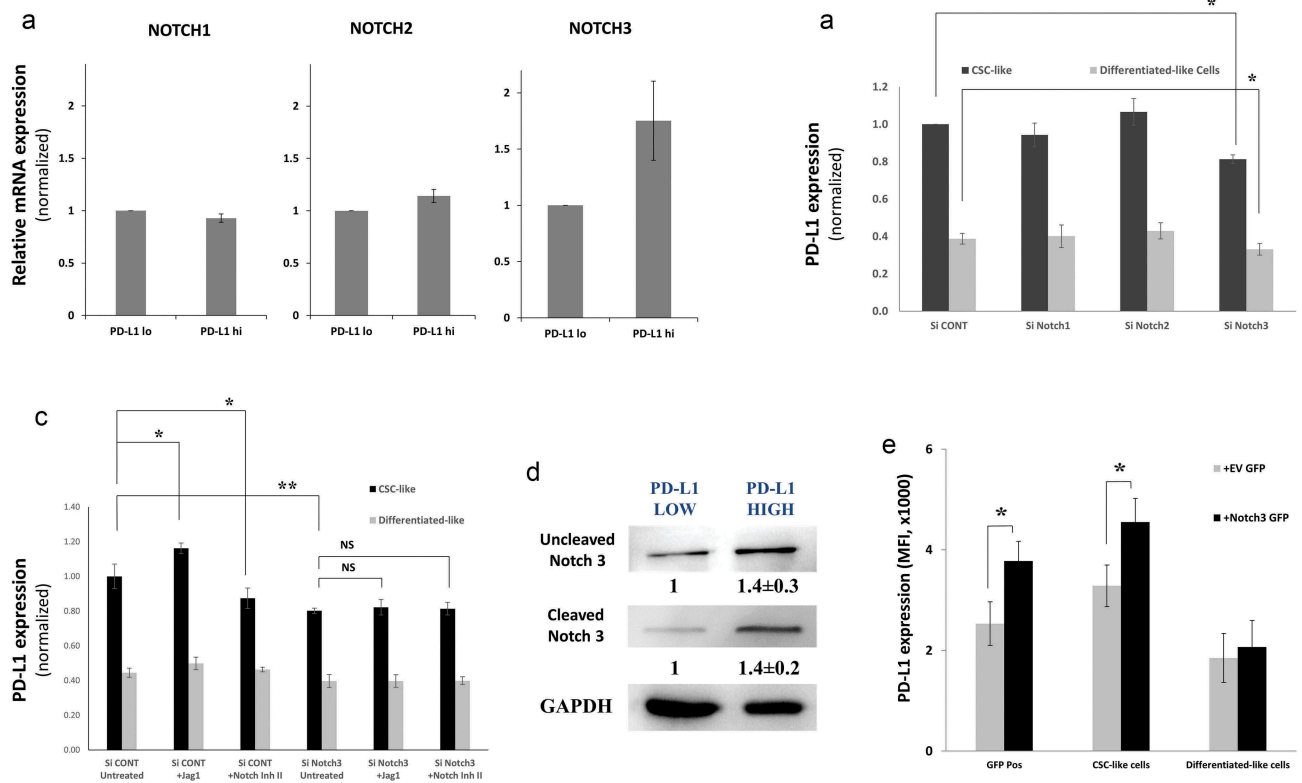 a
NOTCH1
NOTCH2
NOTCH3
Relative mRNA expression
(normalized)
2
1.5
1
0.5
0
PD-L1 lo
PD-L1 hi
2
1.5
1
0.5
0
PD-L1 lo
PD-L1 hi
2
1.5
1
0.5
0
PD-L1 lo
PD-L1 hi
a
*
CSC-like
Differentiated-like Cells
*
PD-L1 expression
(normalized)
1.2
1.0
0.8
0.6
0.4
0.2
0.0
Si CONT
Si Notch1
Si Notch2
Si Notch3
c
*
*
**
CSC-like
Differentiated-like
NS
NS
PD-L1 expression
(normalized)
1.40
1.20
1.00
0.80
0.60
0.40
0.20
0.00
Si CONT
Untreated
Si CONT
+Jag1
Si CONT
+Notch Inh II
Si Notch3
Untreated
Si Notch3
+Jag1
Si Notch3
+Notch Inh II
d
PD-L1
LOW
PD-L1
HIGH
Uncleaved
Notch 3
1
1.4±0.3
Cleaved
Notch 3
1
1.4±0.2
GAPDH
e
PD-L1 expression (MFI, x1000)
6
4
2
0
+EV GFP
+Notch3 GFP
*
*
GFP Pos
CSC-like cells
Differentiated-like cells